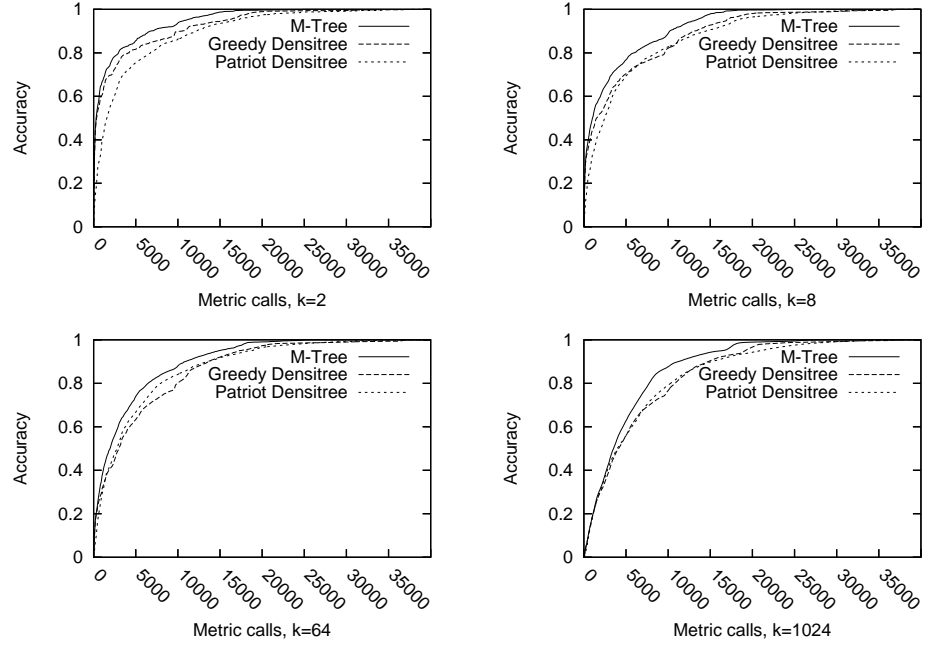 1
0.8
0.6
0.4
0.2
0
Accuracy
M-Tree
Greedy Densitree
Patriot Densitree
0 5000 10000 15000 20000 25000 30000 35000
Metric calls, k=2
1
0.8
0.6
0.4
0.2
0
Accuracy
M-Tree
Greedy Densitree
Patriot Densitree
0 5000 10000 15000 20000 25000 30000 35000
Metric calls, k=8
1
0.8
0.6
0.4
0.2
0
Accuracy
M-Tree
Greedy Densitree
Patriot Densitree
0 5000 10000 15000 20000 25000 30000 35000
Metric calls, k=64
1
0.8
0.6
0.4
0.2
0
Accuracy
M-Tree
Greedy Densitree
Patriot Densitree
0 5000 10000 15000 20000 25000 30000 35000
Metric calls, k=1024